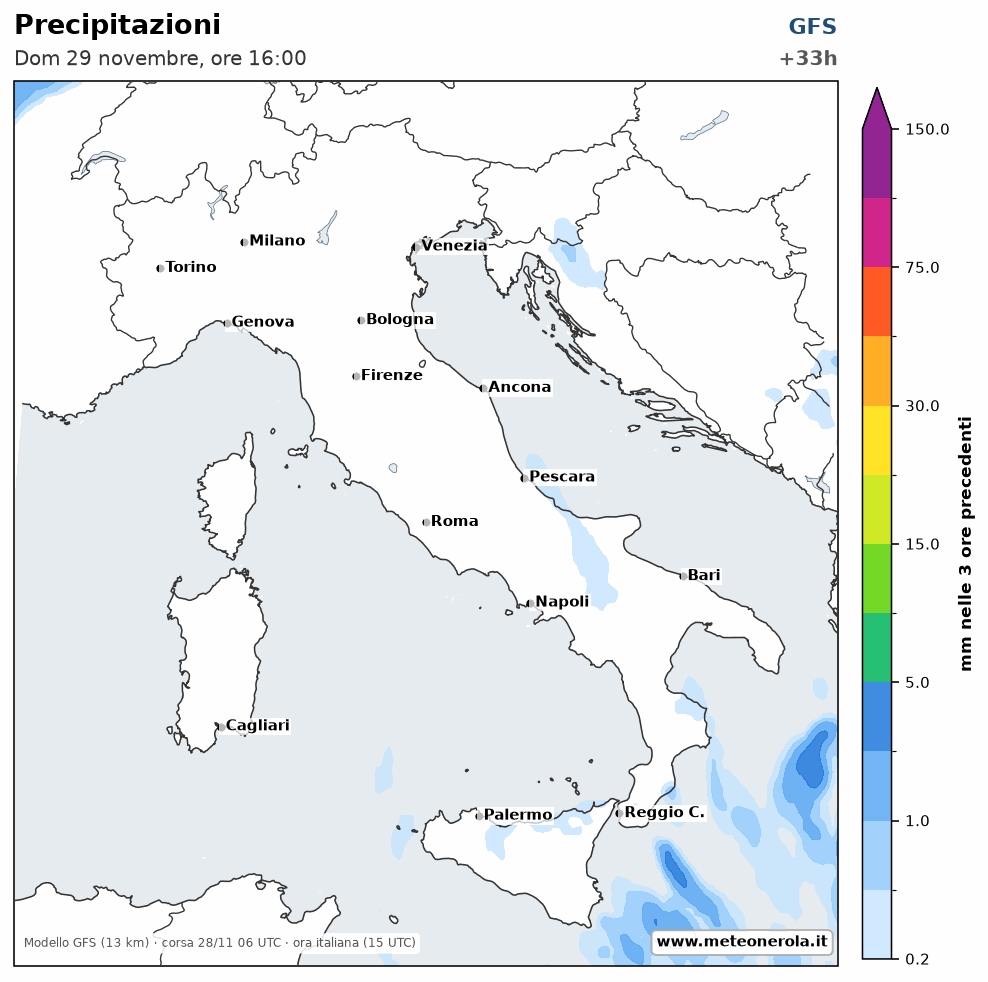 Precipitazioni
GFS
Dom 29 novembre, ore 16:00
+33h
150.0
75.0
30.0
15.0
5.0
1.0
0.2
mm nelle 3 ore precedenti
Milano
Venezia
Torino
Genova
Bologna
Firenze
Ancona
Pescara
Roma
Bari
Napoli
Cagliari
Palermo
Reggio C.
Modello GFS (13 km) · corsa 28/11 06 UTC · ora italiana (15 UTC)
www.meteonerola.it